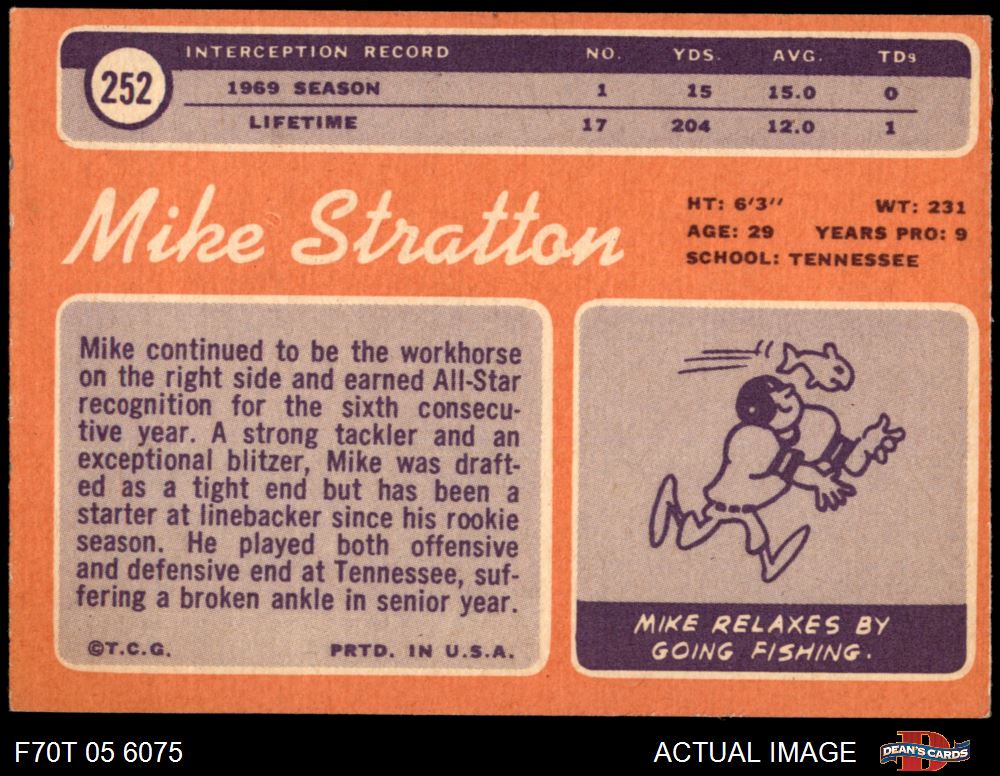 252
INTERCEPTION RECORD NO. YDS. AVG. TDs
1969 SEASON 1 15 15.0 0
LIFETIME 17 204 12.0 1
Mike Stratton
HT: 6'3'' WT: 231
AGE: 29 YEARS PRO: 9
SCHOOL: TENNESSEE
Mike continued to be the workhorse
on the right side and earned All-Star
recognition for the sixth consecu-
tive year. A strong tackler and an
exceptional blitzer, Mike was draft-
ed as a tight end but has been a
starter at linebacker since his rookie
season. He played both offensive
and defensive end at Tennessee, suf-
fering a broken ankle in senior year.
©T.C.G. PRTD. IN U.S.A.
MIKE RELAXES BY
GOING FISHING.
F70T 05 6075
ACTUAL IMAGE
D
DEAN'S CARDS